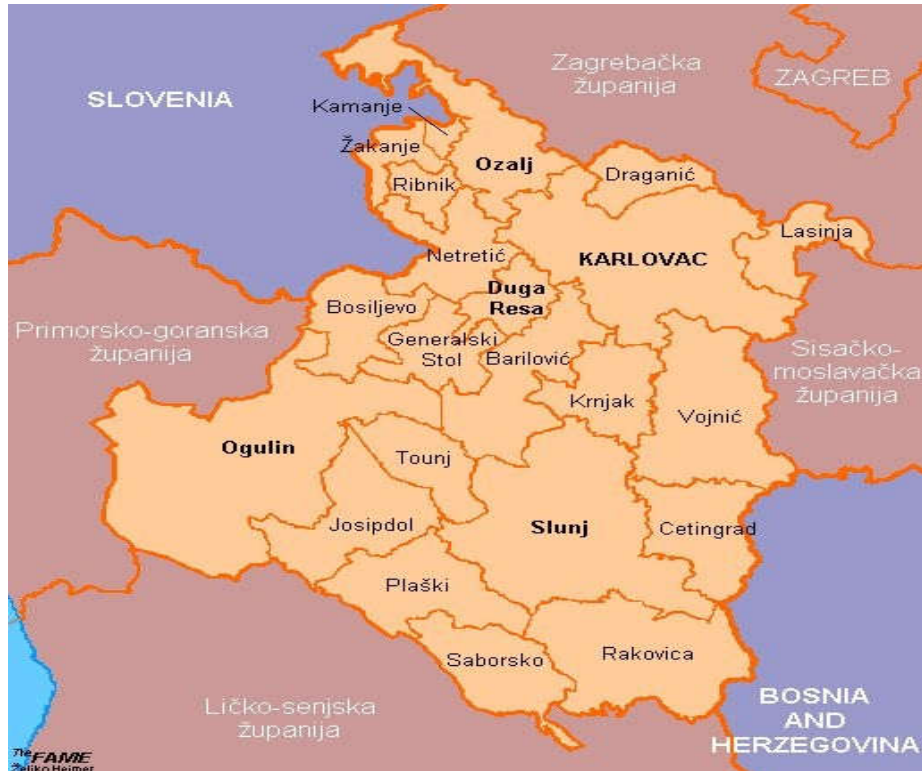 Zagrebačka
županija
ZAGREB
SLOVENIA
Kamanje
Žakanje
Ozalj
Draganić
Ribnik
Lasinja
Netretić
KARLOVAC
Duga
Resa
Bosiljevo
Primorsko-goranska
županija
Generalski
Stol
Barilović
Sisačko-
moslavačka
županija
Krnjak
Vojnić
Ogulin
Tounj
Josipdol
Slunj
Cetingrad
Plaški
Saborsko
Rakovica
Ličko-senjska
županija
BOSNIA
AND
HERZEGOVINA
The
FAME
Željko Heimer